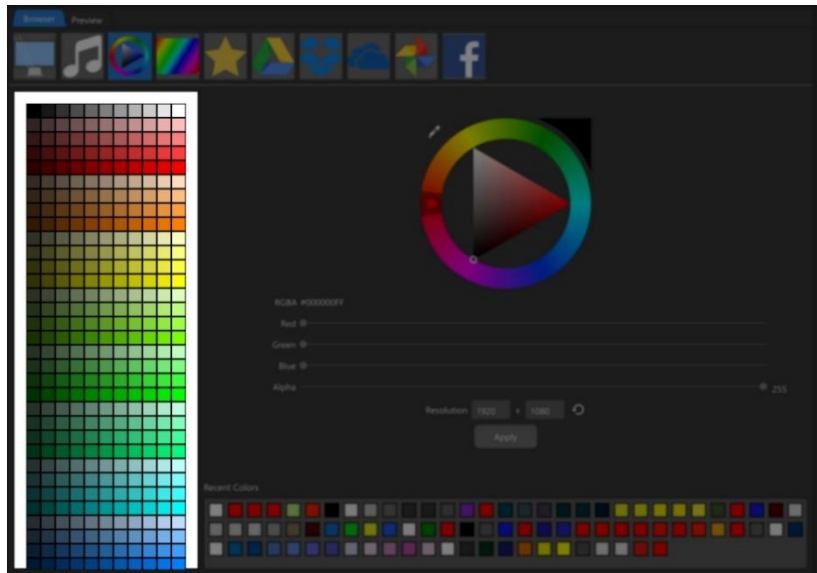 Browser Preview
RGBA #000000FF
Red
Green
Blue
Alpha 255
Resolution 1920 x 1080
Apply
Recent Colors